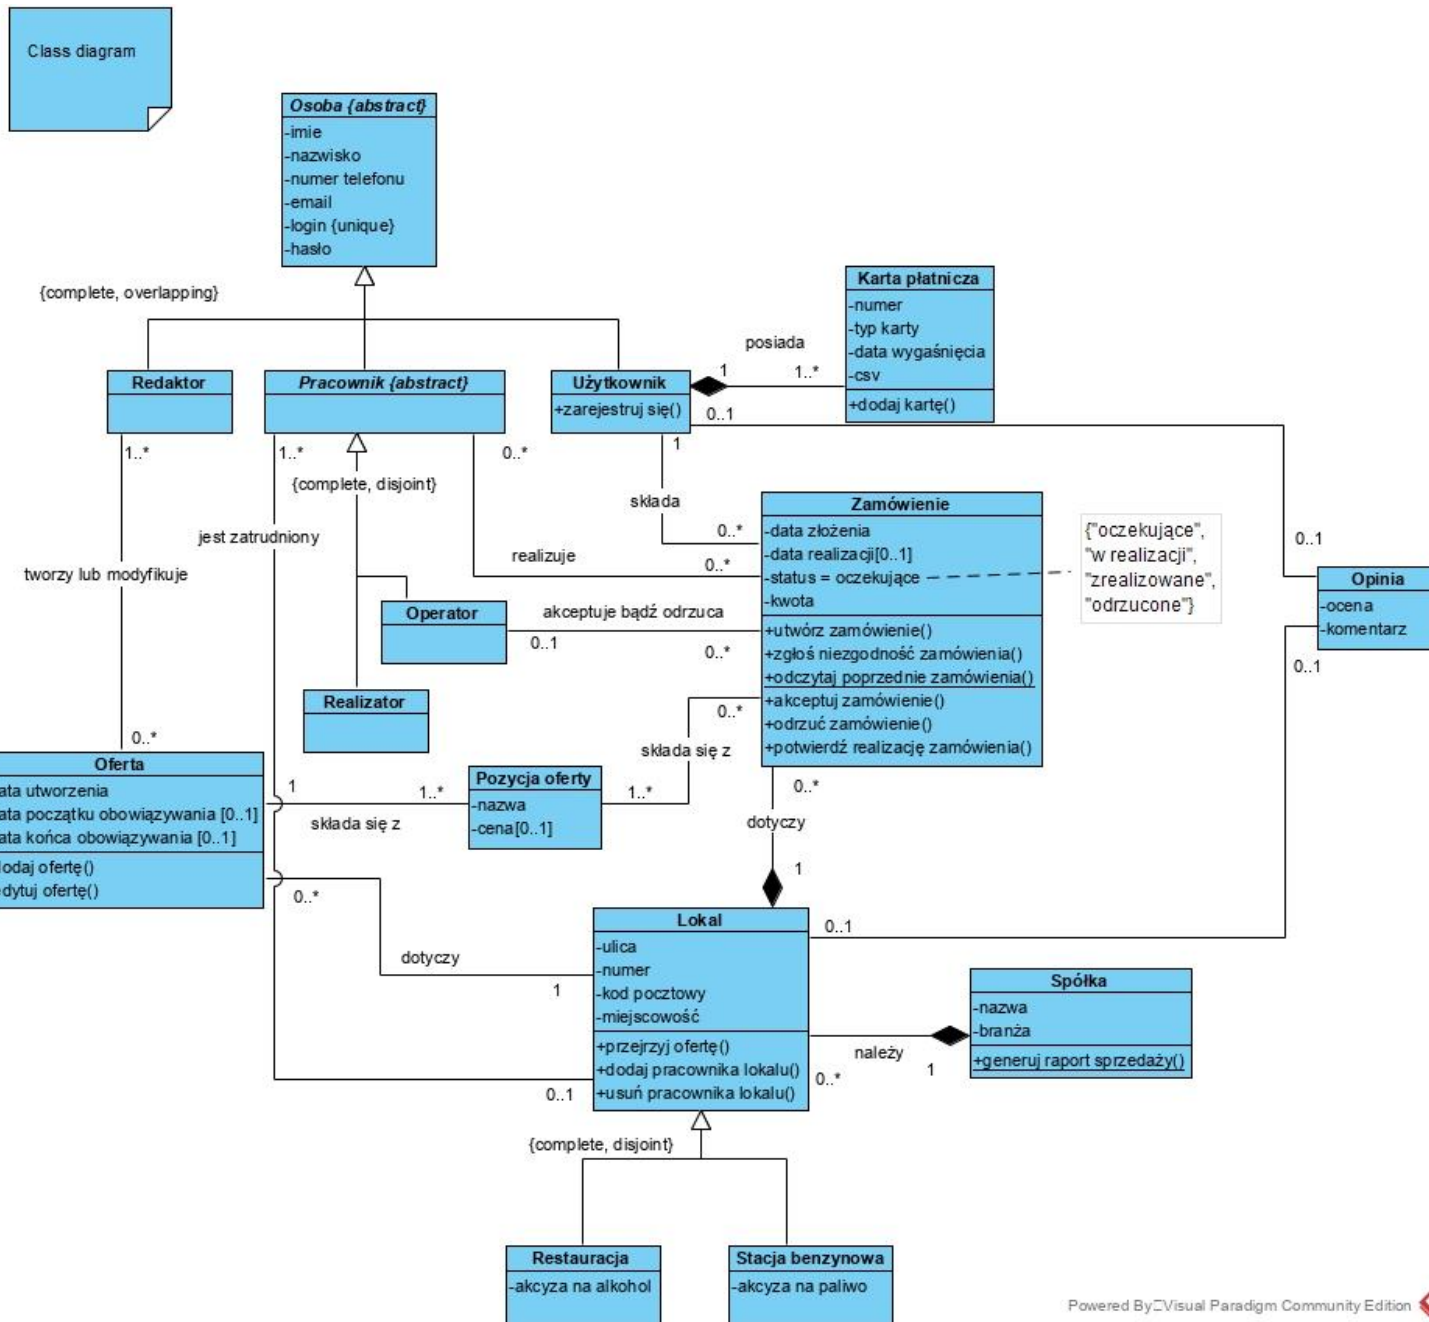 Class diagram
Osoba {abstract}
-imie
-nazwisko
-numer telefonu
-email
-login {unique}
-hasło
{complete, overlapping}
Karta płatnicza
-numer
-typ karty
-data wygaśnięcia
-csv
+dodaj kartę()
posiada
1
1..*
Redaktor
Pracownik {abstract}
Użytkownik
+zarejestruj się()
0..1
1..*
1..*
0..*
1
{complete, disjoint}
składa
0..*
Zamówienie
-data złożenia
-data realizacji[0..1]
-status = oczekujące
-kwota
+utwórz zamówienie()
+zgłoś niezgodność zamówienia()
+odczytaj poprzednie zamówienia()
+akceptuj zamówienie()
+odrzuć zamówienie()
+potwierdź realizację zamówienia()
{"oczekujące",
"w realizacji",
"zrealizowane",
"odrzucone"}
0..1
Opinia
-ocena
-komentarz
0..1
jest zatrudniony
realizuje
0..*
tworzy lub modyfikuje
Operator
akceptuje bądź odrzuca
0..1
0..*
Realizator
0..*
składa się z
0..*
Oferta
ata utworzenia
ata początku obowiązywania [0..1]
ata końca obowiązywania [0..1]
odaj ofertę()
dytuj ofertę()
1
1..*
składa się z
Pozycja oferty
-nazwa
-cena[0..1]
1..*
0..*
dotyczy
1
0..*
dotyczy
1
Lokal
-ulica
-numer
-kod pocztowy
-miejscowość
+przejrzyj ofertę()
+dodaj pracownika lokalu()
+usuń pracownika lokalu()
0..1
0..1
Spółka
-nazwa
-branża
+generuj raport sprzedaży()
należy
0..*
1
{complete, disjoint}
Restauracja
-akcyza na alkohol
Stacja benzynowa
-akcyza na paliwo
Powered By Visual Paradigm Community Edition